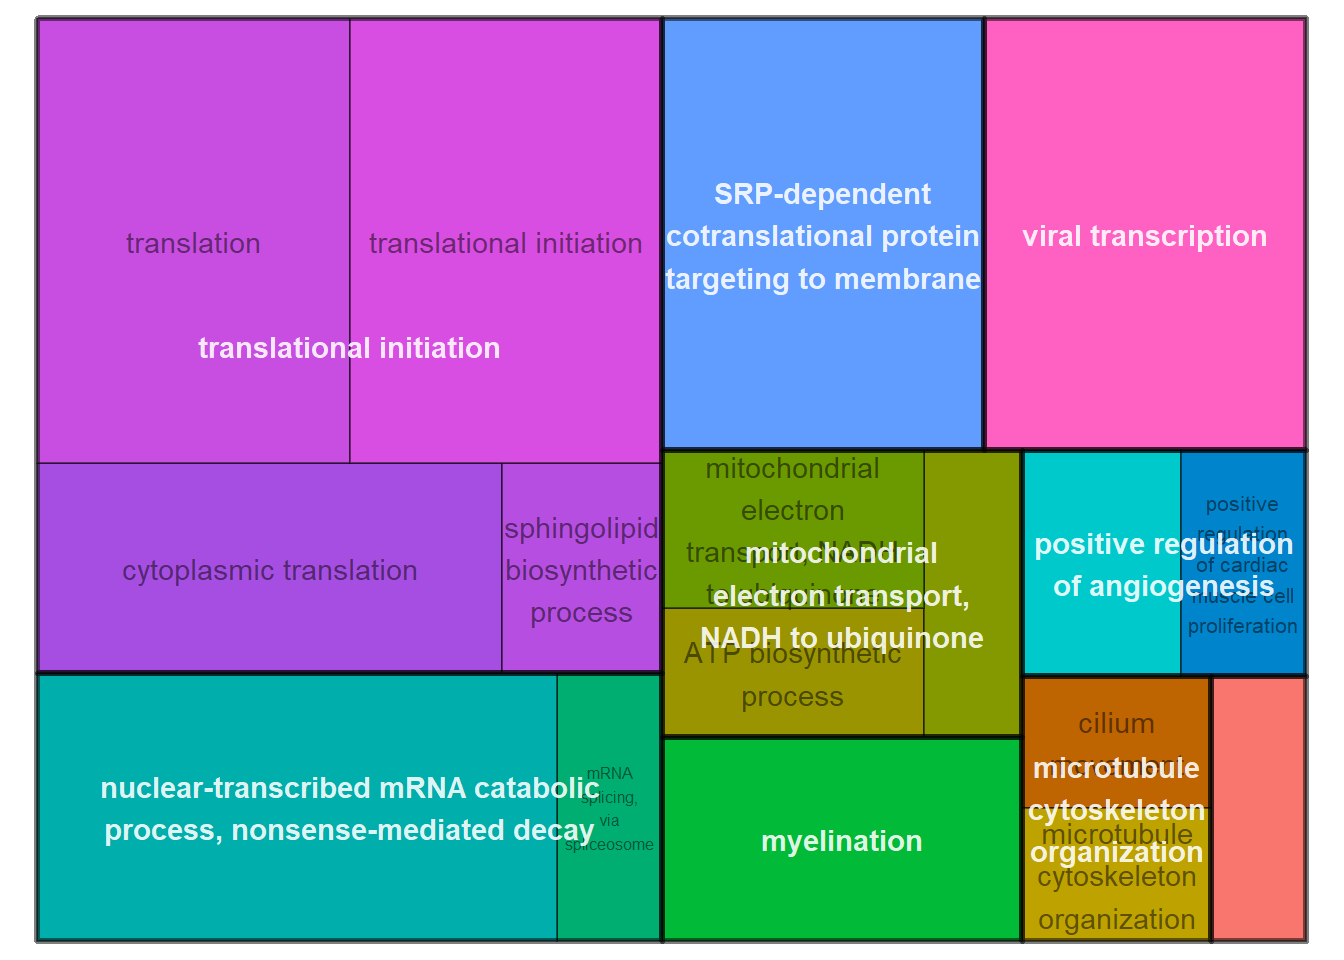 translation
translational initiation
translational initiation
cytoplasmic translation
sphingolipid
biosynthetic
process
nuclear-transcribed mRNA catabolic
process, nonsense-mediated decay
mRNA
splicing,
via
spliceosome
SRP-dependent
cotranslational protein
targeting to membrane
viral transcription
mitochondrial
electron
transport, NADH
to ubiquinone
mitochondrial
electron transport,
NADH to ubiquinone
ATP biosynthetic
process
myelination
positive regulation
of angiogenesis
positive
regulation
of cardiac
muscle cell
proliferation
cilium
microtubule
cytoskeleton
organization
microtubule
cytoskeleton
organization